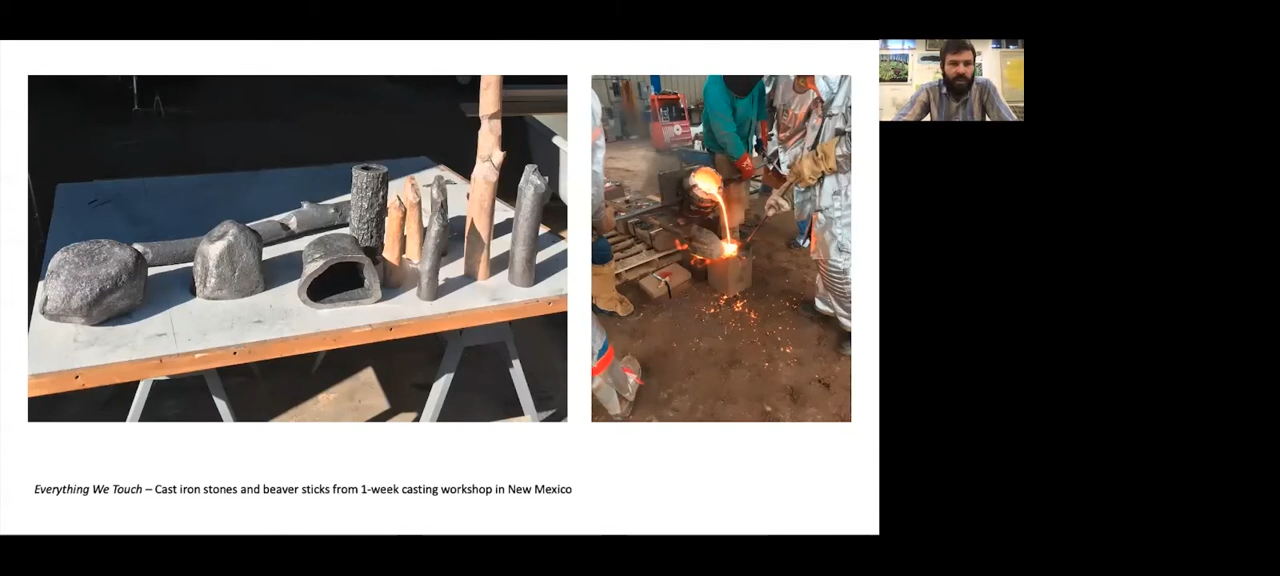 Everything We Touch – Cast iron stones and beaver sticks from 1-week casting workshop in New Mexico